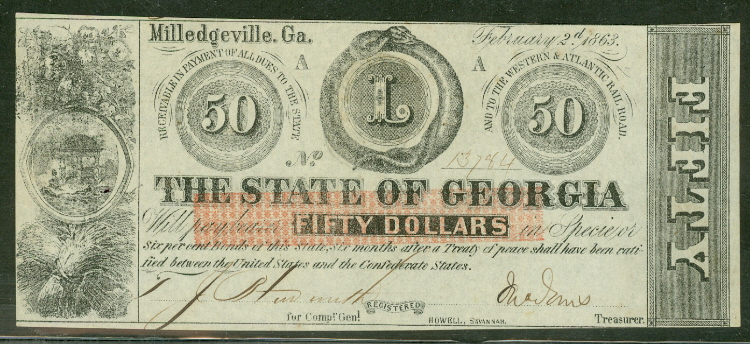 Milledgeville, Ga.
February 2d, 1863.
A
A
RECEIVABLE IN PAYMENT OF ALL DUES TO THE STATE
AND TO THE WESTERN & ATLANTIC RAIL ROAD.
50
L
50
No
THE STATE OF GEORGIA
Will pay bearer FIFTY DOLLARS in Specie, or
Six per cent bonds of this state, six months after a Treaty of peace shall have been rati-
fied between the United States and the Confederate States.
REGISTERED
for Compt. Genl.
HOWELL, SAVANNAH.
Treasurer.
FIFTY